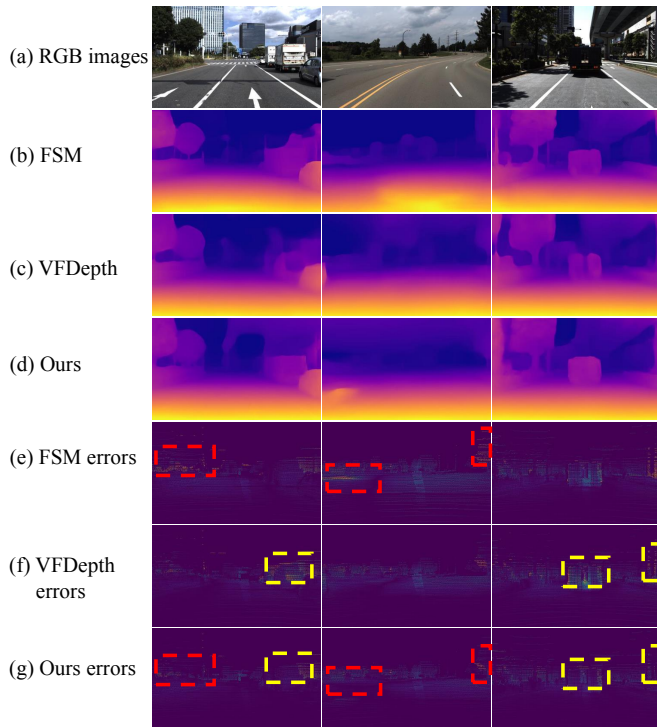 (a) RGB images
(b) FSM
(c) VFDepth
(d) Ours
(e) FSM errors
(f) VFDepth
errors
(g) Ours errors